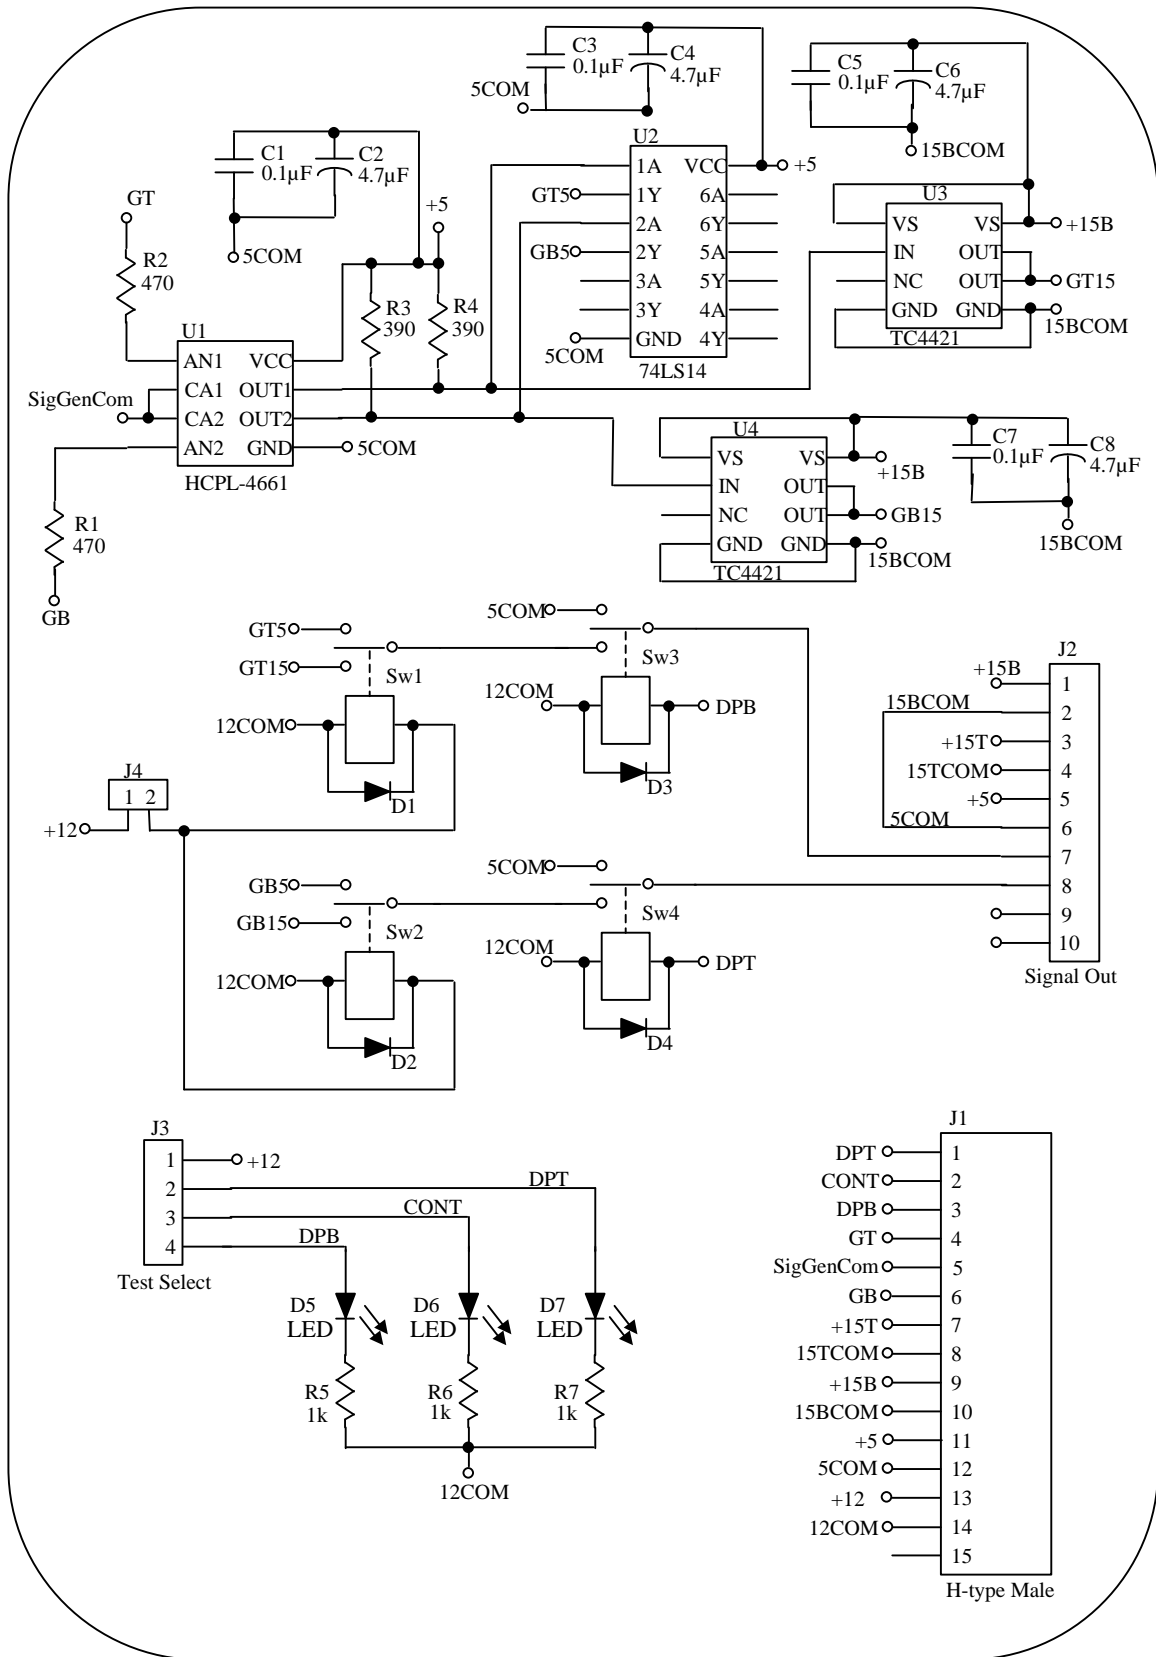 C3
0.1µF
C4
4.7µF
5COM
C5
0.1µF
C6
4.7µF
15BCOM
C1
0.1µF
C2
4.7µF
5COM
GT
R2
470
+5
R3
390
R4
390
U2
1A
1Y
2A
2Y
3A
3Y
GND
VCC
6A
6Y
5A
5Y
4A
4Y
74LS14
GT5
GB5
5COM
+5
U3
VS
IN
NC
GND
VS
OUT
OUT
GND
TC4421
+15B
GT15
15BCOM
U1
AN1
CA1
CA2
AN2
VCC
OUT1
OUT2
GND
HCPL-4661
SigGenCom
5COM
R1
470
GB
U4
VS
IN
NC
GND
VS
OUT
OUT
GND
TC4421
+15B
GB15
15BCOM
C7
0.1µF
C8
4.7µF
15BCOM
GT5
GT15
Sw1
12COM
D1
5COM
Sw3
12COM
DPB
D3
J4
1 2
+12
GB5
GB15
Sw2
12COM
D2
5COM
Sw4
12COM
DPT
D4
J2
+15B
1
15BCOM
2
+15T
3
15TCOM
4
+5
5
5COM
6
7
8
9
10
Signal Out
J3
1
+12
2
DPT
3
CONT
4
DPB
Test Select
D5
LED
D6
LED
D7
LED
R5
1k
R6
1k
R7
1k
12COM
J1
DPT
1
CONT
2
DPB
3
GT
4
SigGenCom
5
GB
6
+15T
7
15TCOM
8
+15B
9
15BCOM
10
+5
11
5COM
12
+12
13
12COM
14
15
H-type Male